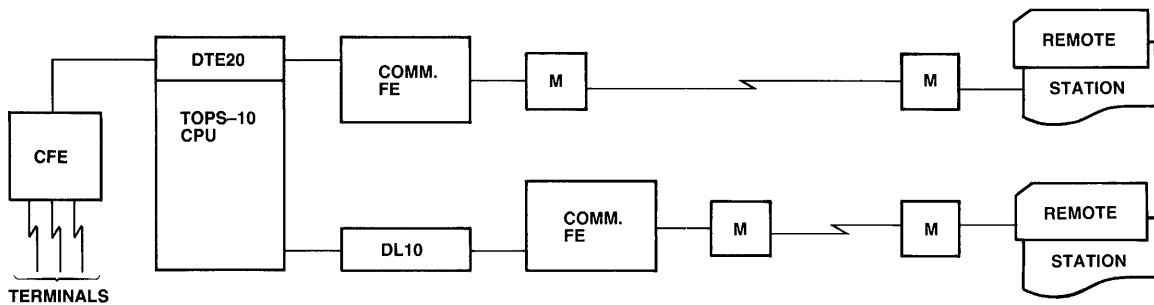 DTE20
TOPS–10
CPU
CFE
TERMINALS
COMM.
FE
M
M
REMOTE
STATION
DL10
COMM.
FE
M
M
REMOTE
STATION